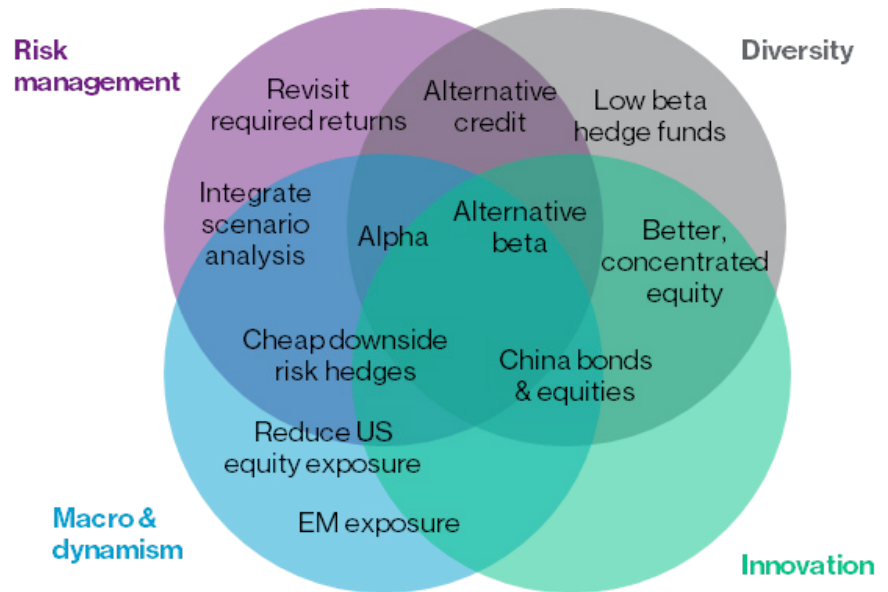 Risk
management
Diversity
Revisit
required returns
Alternative
credit
Low beta
hedge funds
Integrate
scenario
analysis
Alpha
Alternative
beta
Better,
concentrated
equity
Cheap downside
risk hedges
China bonds
& equities
Reduce US
equity exposure
EM exposure
Macro &
dynamism
Innovation